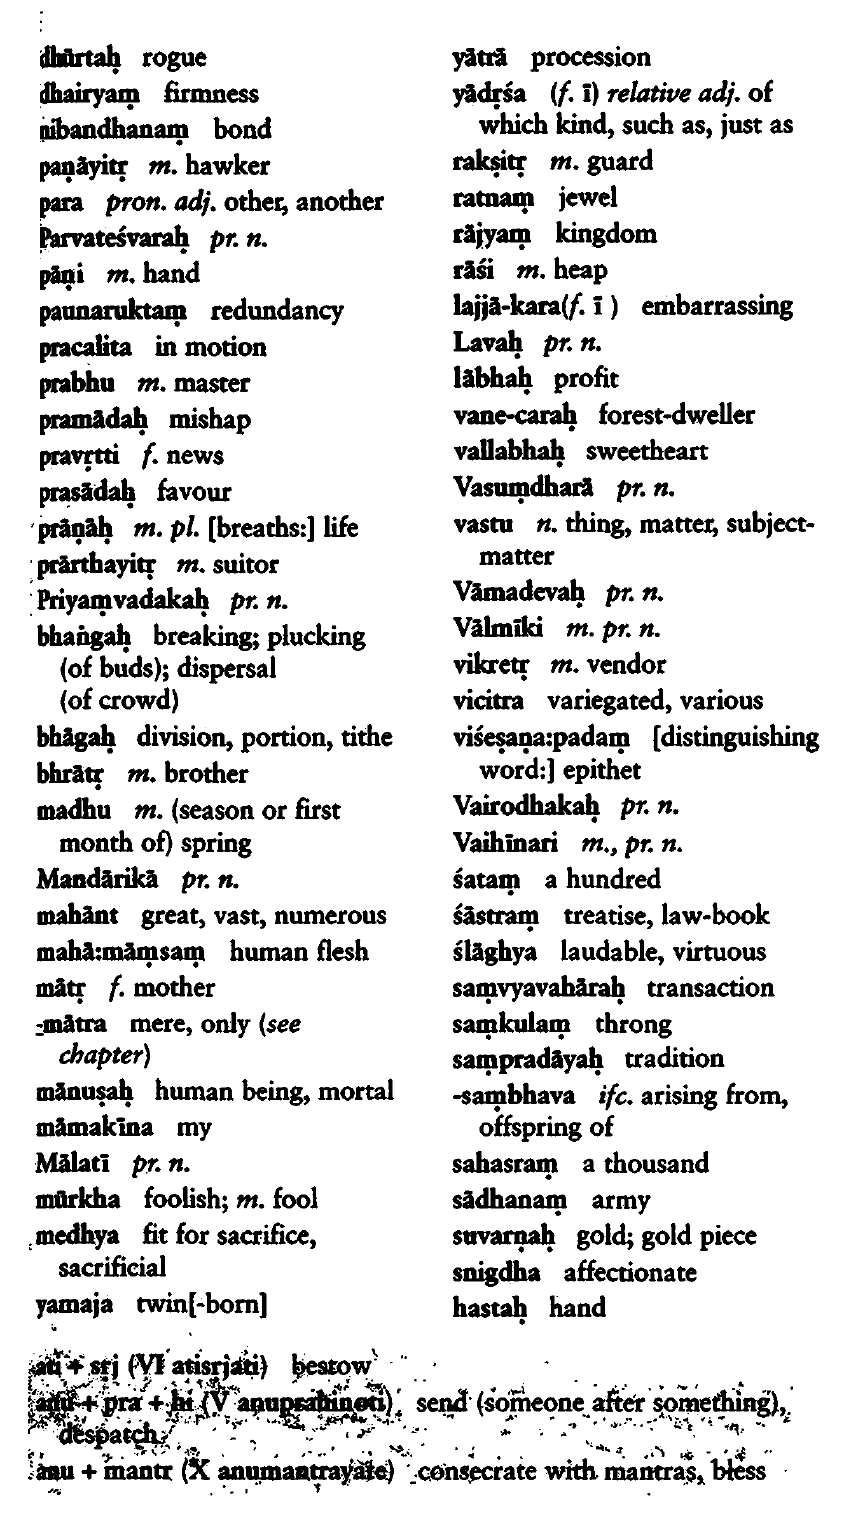 dhūrtaḥ rogue
dhairyaṃ firmness
nibandhanaṃ bond
paṇāyitṛ m. hawker
para pron. adj. other, another
Parvateśvaraḥ pr. n.
pāṇi m. hand
paunaruktaṃ redundancy
pracalita in motion
prabhu m. master
pramādaḥ mishap
pravṛtti f. news
prasādaḥ favour
prāṇāḥ m. pl. [breaths:] life
prārthayitṛ m. suitor
Priyaṃvadakaḥ pr. n.
bhaṅgaḥ breaking; plucking
(of buds); dispersal
(of crowd)
bhāgaḥ division, portion, tithe
bhrātṛ m. brother
madhu m. (season or first
month of) spring
Mandārikā pr. n.
mahānt great, vast, numerous
mahā:māṃsaṃ human flesh
mātṛ f. mother
-mātra mere, only (see
chapter)
mānuṣaḥ human being, mortal
māmakīna my
Mālatī pr. n.
mūrkha foolish; m. fool
medhya fit for sacrifice,
sacrificial
yamaja twin[-born]
yātrā procession
yādṛśa (f. ī) relative adj. of
which kind, such as, just as
rakṣitṛ m. guard
ratnaṃ jewel
rājyaṃ kingdom
rāśi m. heap
lajjā-kara(f. ī ) embarrassing
Lavaḥ pr. n.
lābhaḥ profit
vane-caraḥ forest-dweller
vallabhaḥ sweetheart
Vasuṃdharā pr. n.
vastu n. thing, matter, subject-
matter
Vāmadevaḥ pr. n.
Vālmīki m. pr. n.
vikretṛ m. vendor
vicitra variegated, various
viśeṣaṇa:padaṃ [distinguishing
word:] epithet
Vairodhakaḥ pr. n.
Vaihīnari m., pr. n.
śataṃ a hundred
śāstraṃ treatise, law-book
ślāghya laudable, virtuous
saṃvyavahāraḥ transaction
saṃkulaṃ throng
saṃpradāyaḥ tradition
-saṃbhava ifc. arising from,
offspring of
sahasraṃ a thousand
sādhanaṃ army
suvarṇaḥ gold; gold piece
snigdha affectionate
hastaḥ hand
ati + sṛj (VI atisṛjati) bestow
anu + pra + hi (V anuprahiṇoti) send (someone after something),
despatch
anu + mantr (X anumantrayate) consecrate with mantras, bless